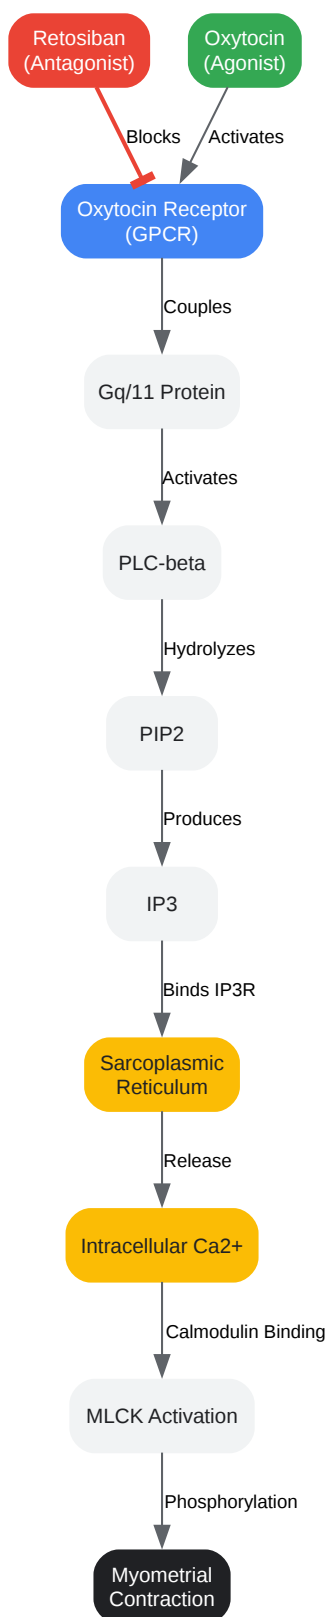 Retosiban
(Antagonist)
Oxytocin
(Agonist)
Blocks
Activates
Oxytocin Receptor
(GPCR)
Couples
Gq/11 Protein
Activates
PLC-beta
Hydrolyzes
PIP2
Produces
IP3
Binds IP3R
Sarcoplasmic
Reticulum
Release
Intracellular Ca2+
Calmodulin Binding
MLCK Activation
Phosphorylation
Myometrial
Contraction